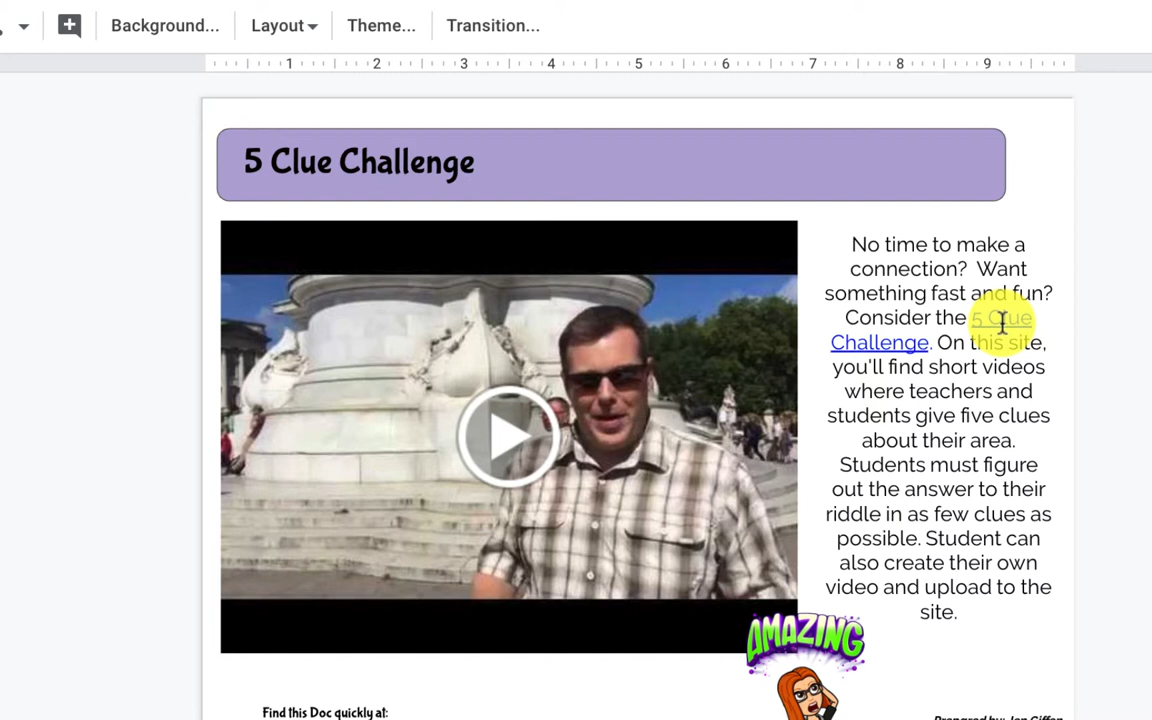 Background... Layout Theme... Transition...
1 2 3 4 5 6 7 8 9
5 Clue Challenge
No time to make a
connection? Want
something fast and fun?
Consider the 5 Clue
Challenge. On this site,
you'll find short videos
where teachers and
students give five clues
about their area.
Students must figure
out the answer to their
riddle in as few clues as
possible. Student can
also create their own
video and upload to the
site.
AMAZING
Find this Doc quickly at:
Prepared by: Jen Giffen